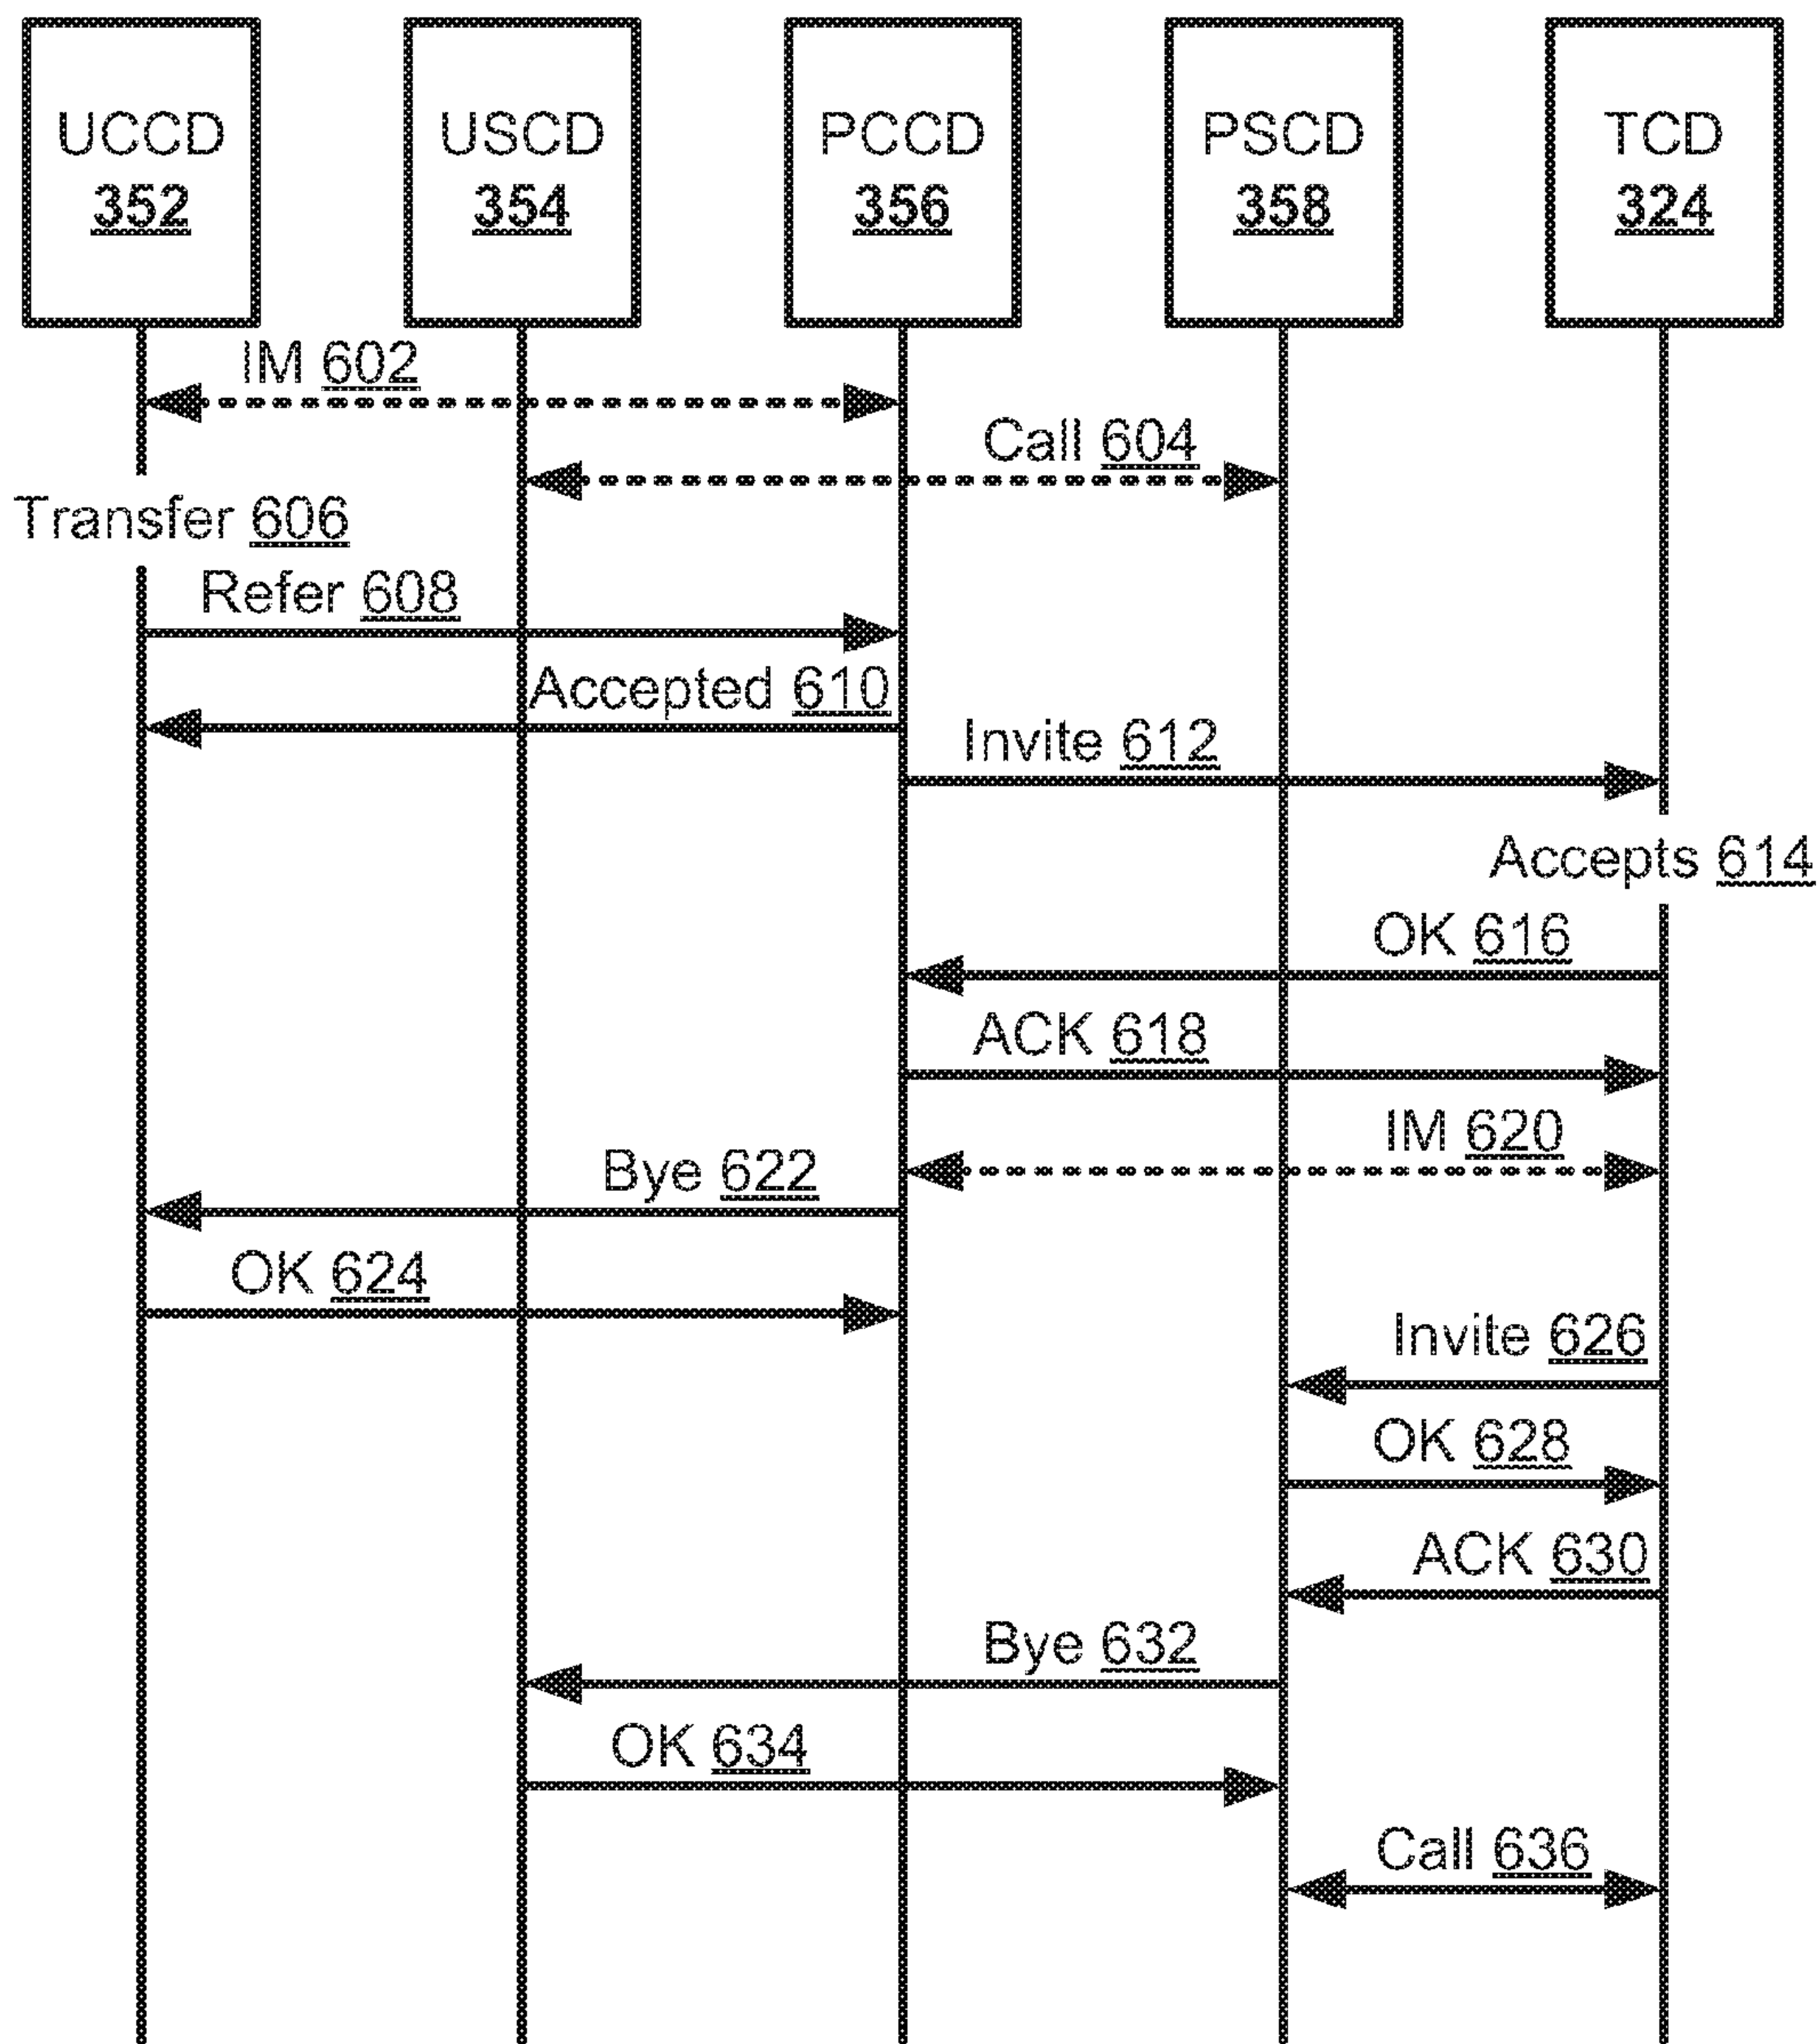 UCCD
352
USCD
354
PCCD
356
PSCD
358
TCD
324
IM 602
Call 604
Transfer 606
Refer 608
Accepted 610
Invite 612
Accepts 614
OK 616
ACK 618
IM 620
Bye 622
OK 624
Invite 626
OK 628
ACK 630
Bye 632
OK 634
Call 636